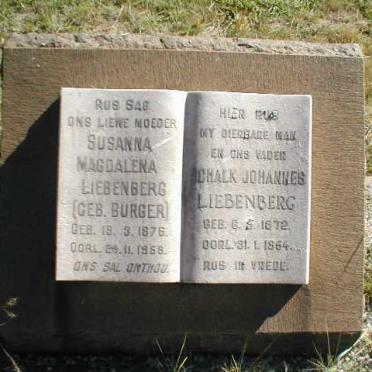 RUS SAG
ONS LIEWE MOEDER
SUSANNA
MAGDALENA
LIEBENBERG
(GEB. BURGER)
GEB. 18. 3. 1876.
OORL. 24. 11. 1958.
ONS SAL ONTHOU.
HIER RUS
MY DIERBARE MAN
EN ONS VADER
SCHALK JOHANNES
LIEBENBERG
GEB. 6. 5. 1872.
OORL. 31. 1. 1964.
RUS IN VREDE.